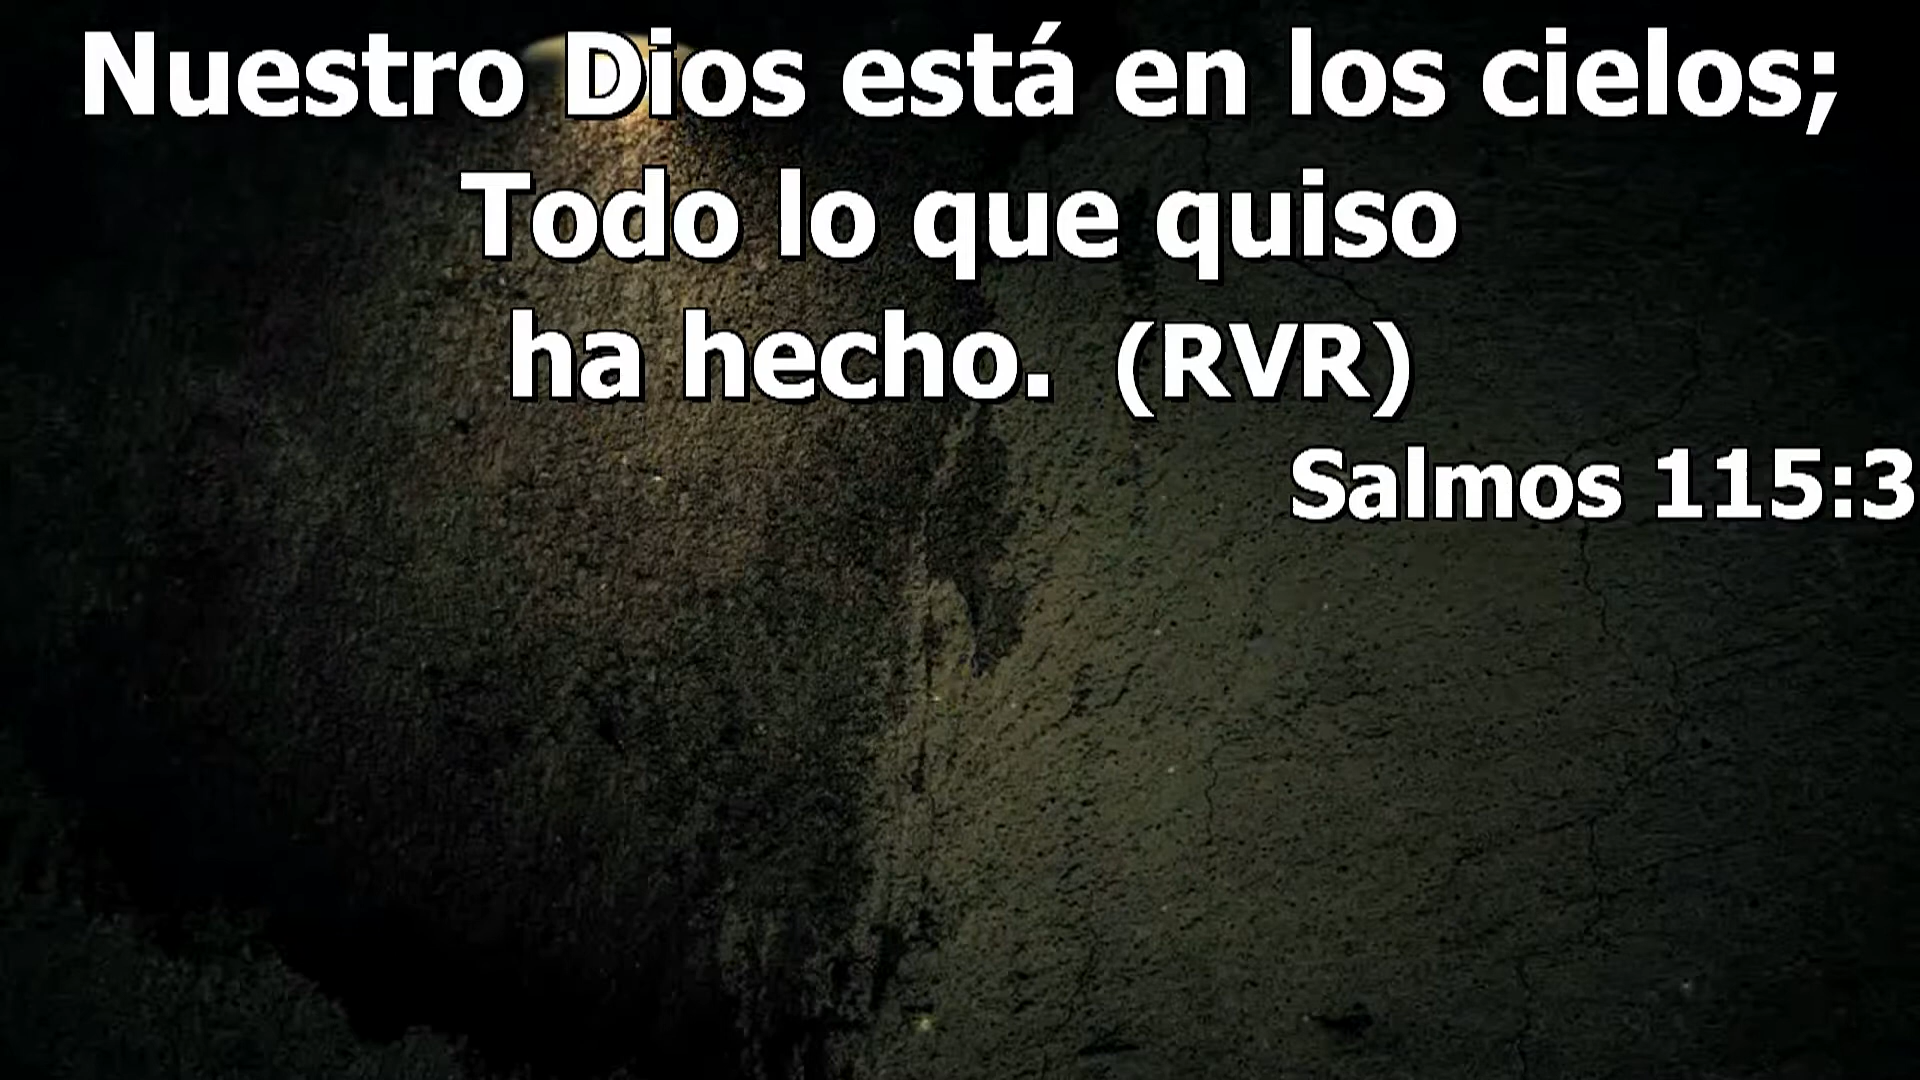 Nuestro Dios está en los cielos;
Todo lo que quiso
ha hecho. (RVR)
Salmos 115:3